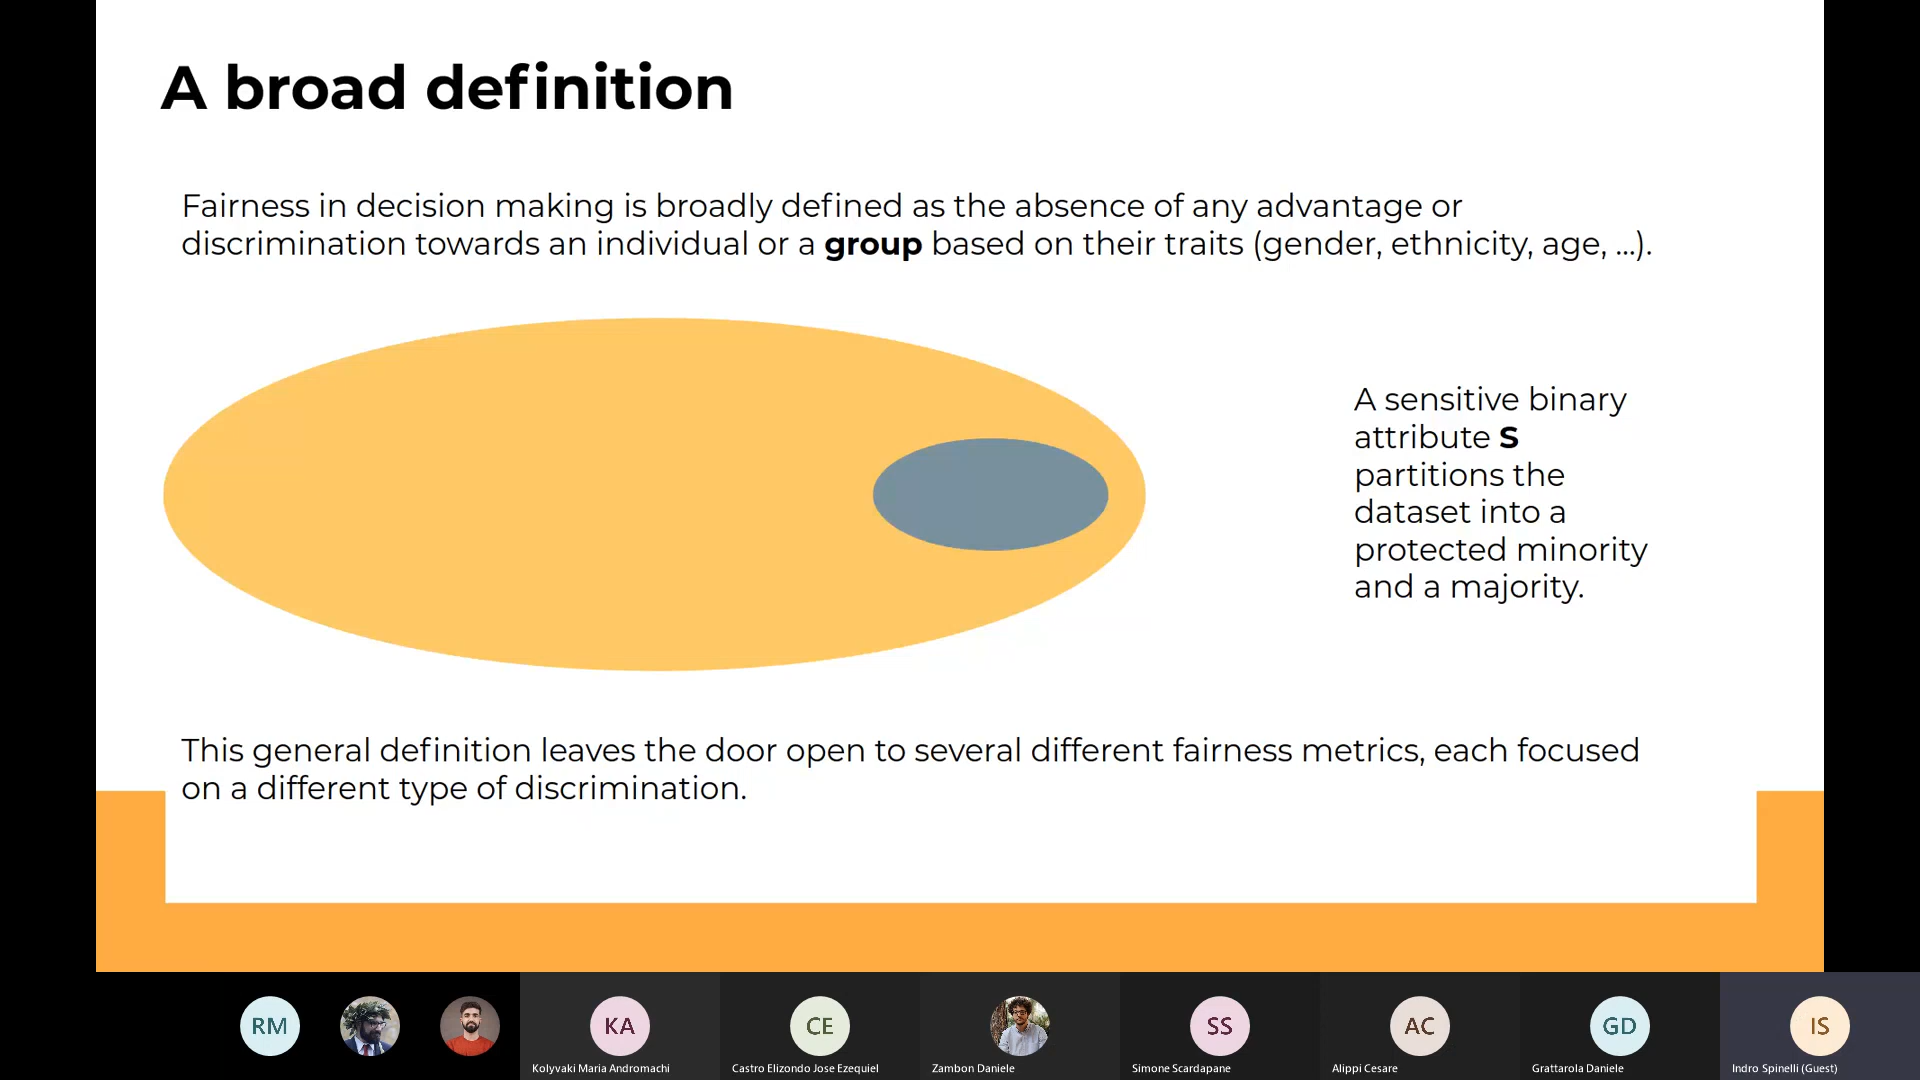 A broad definition
Fairness in decision making is broadly defined as the absence of any advantage or
discrimination towards an individual or a group based on their traits (gender, ethnicity, age, ...).
A sensitive binary
attribute S
partitions the
dataset into a
protected minority
and a majority.
This general definition leaves the door open to several different fairness metrics, each focused
on a different type of discrimination.
RM
KA
CE
SS
AC
GD
IS
Kolyvaki Maria Andromachi
Castro Elizondo Jose Ezequiel
Zambon Daniele
Simone Scardapane
Alippi Cesare
Grattarola Daniele
Indro Spinelli (Guest)